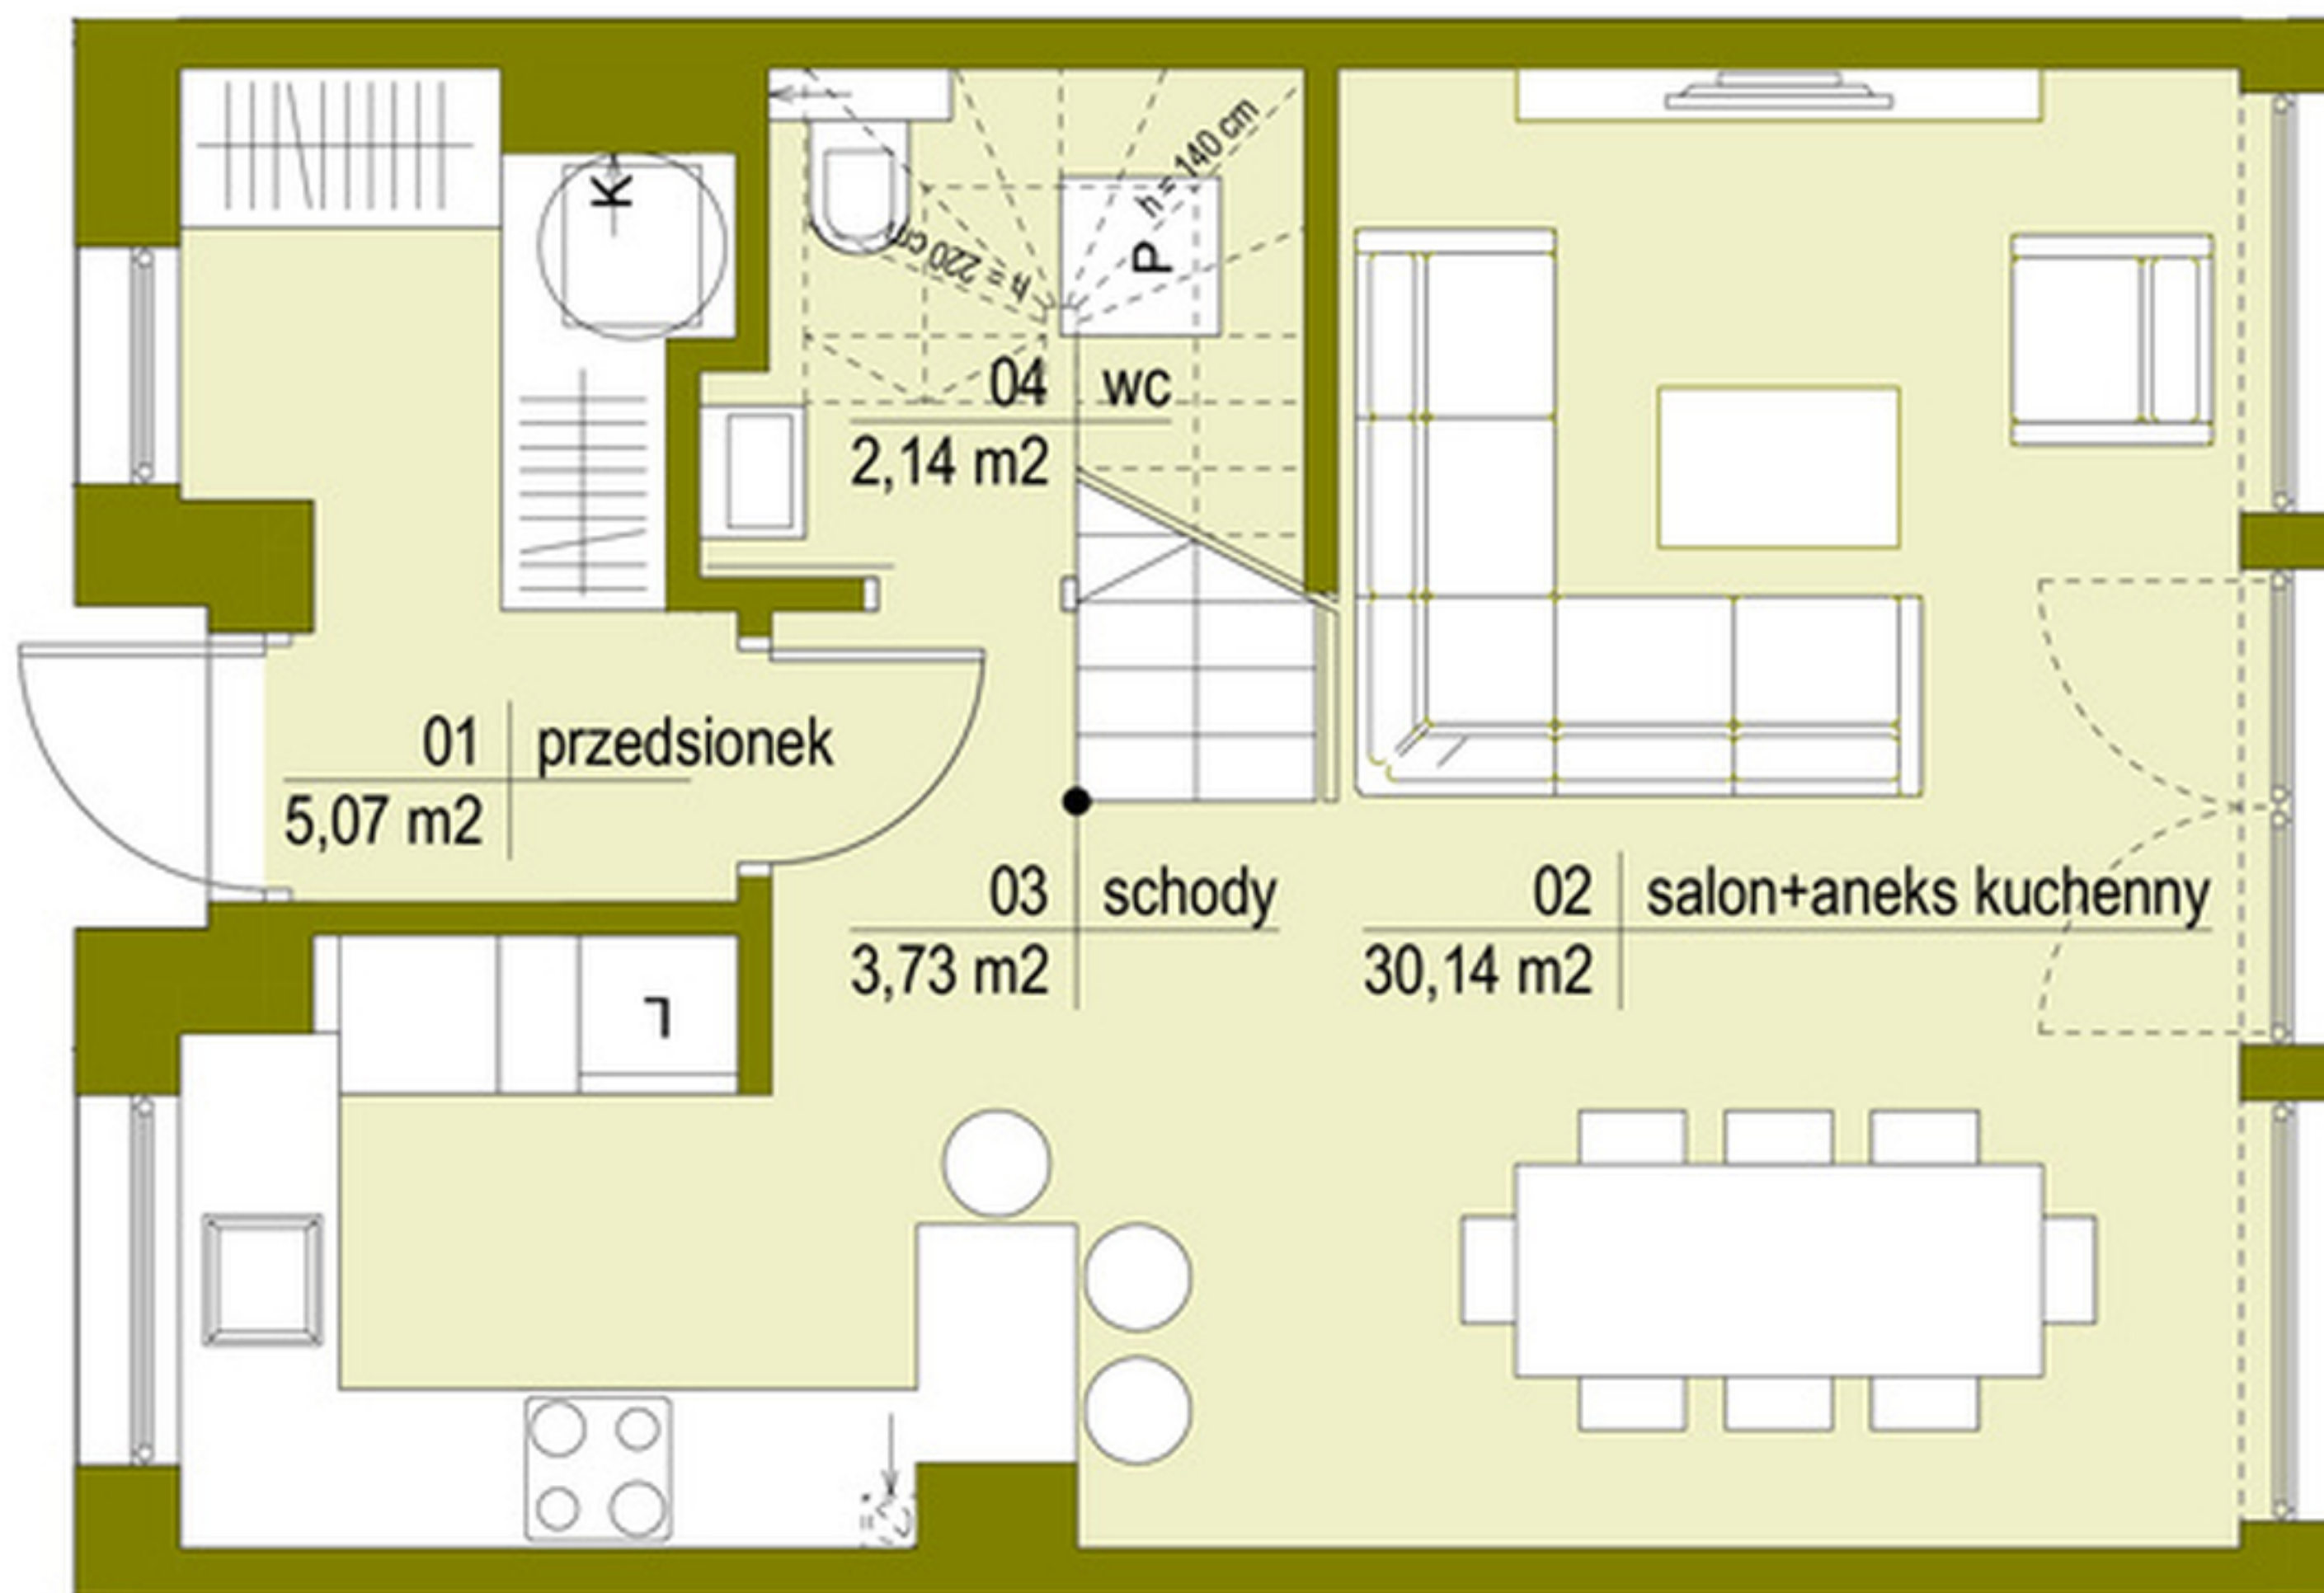 K
h = 140 cm
P
h = 220 cm
04 wc
2,14 m2
01 przedsionek
5,07 m2
03 schody
3,73 m2
02 salon+aneks kuchenny
30,14 m2
L